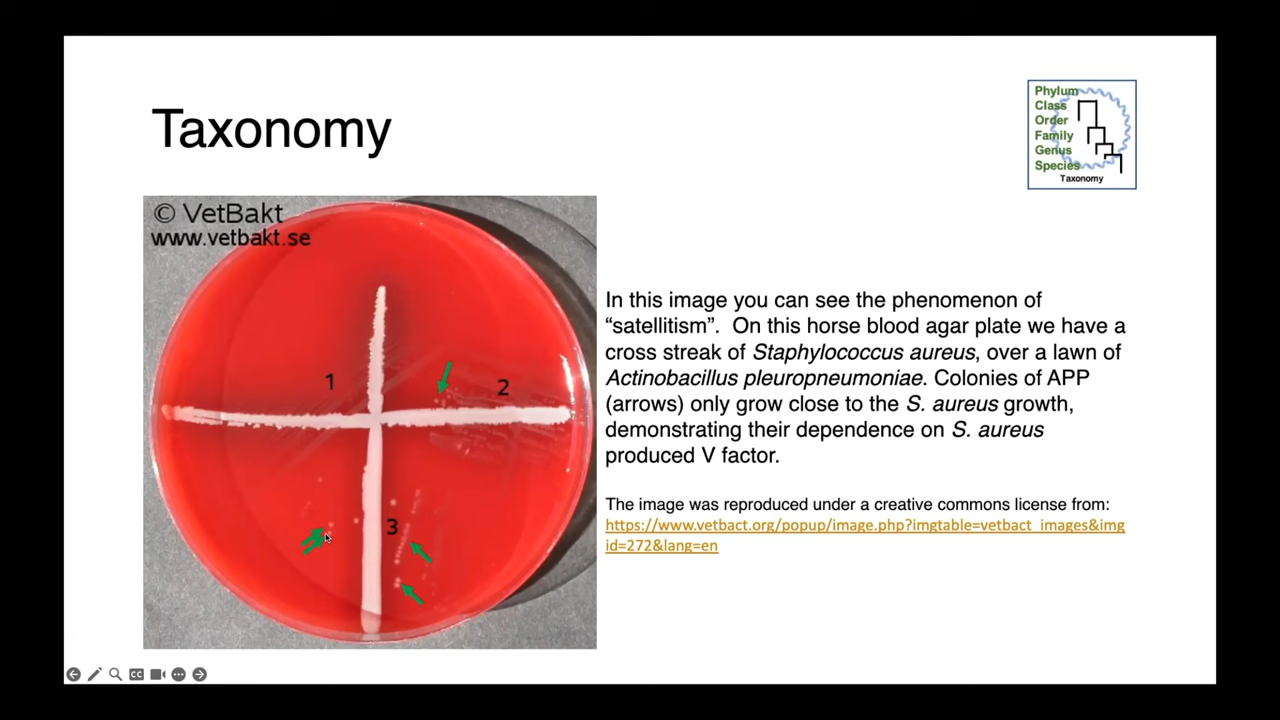 Taxonomy
Phylum
Class
Order
Family
Genus
Species
Taxonomy
© VetBakt
www.vetbakt.se
1
2
3
In this image you can see the phenomenon of
“satellitism”.  On this horse blood agar plate we have a
cross streak of Staphylococcus aureus, over a lawn of
Actinobacillus pleuropneumoniae. Colonies of APP
(arrows) only grow close to the S. aureus growth,
demonstrating their dependence on S. aureus
produced V factor.
The image was reproduced under a creative commons license from:
https://www.vetbact.org/popup/image.php?imgtable=vetbact_images&img
id=272&lang=en
CC